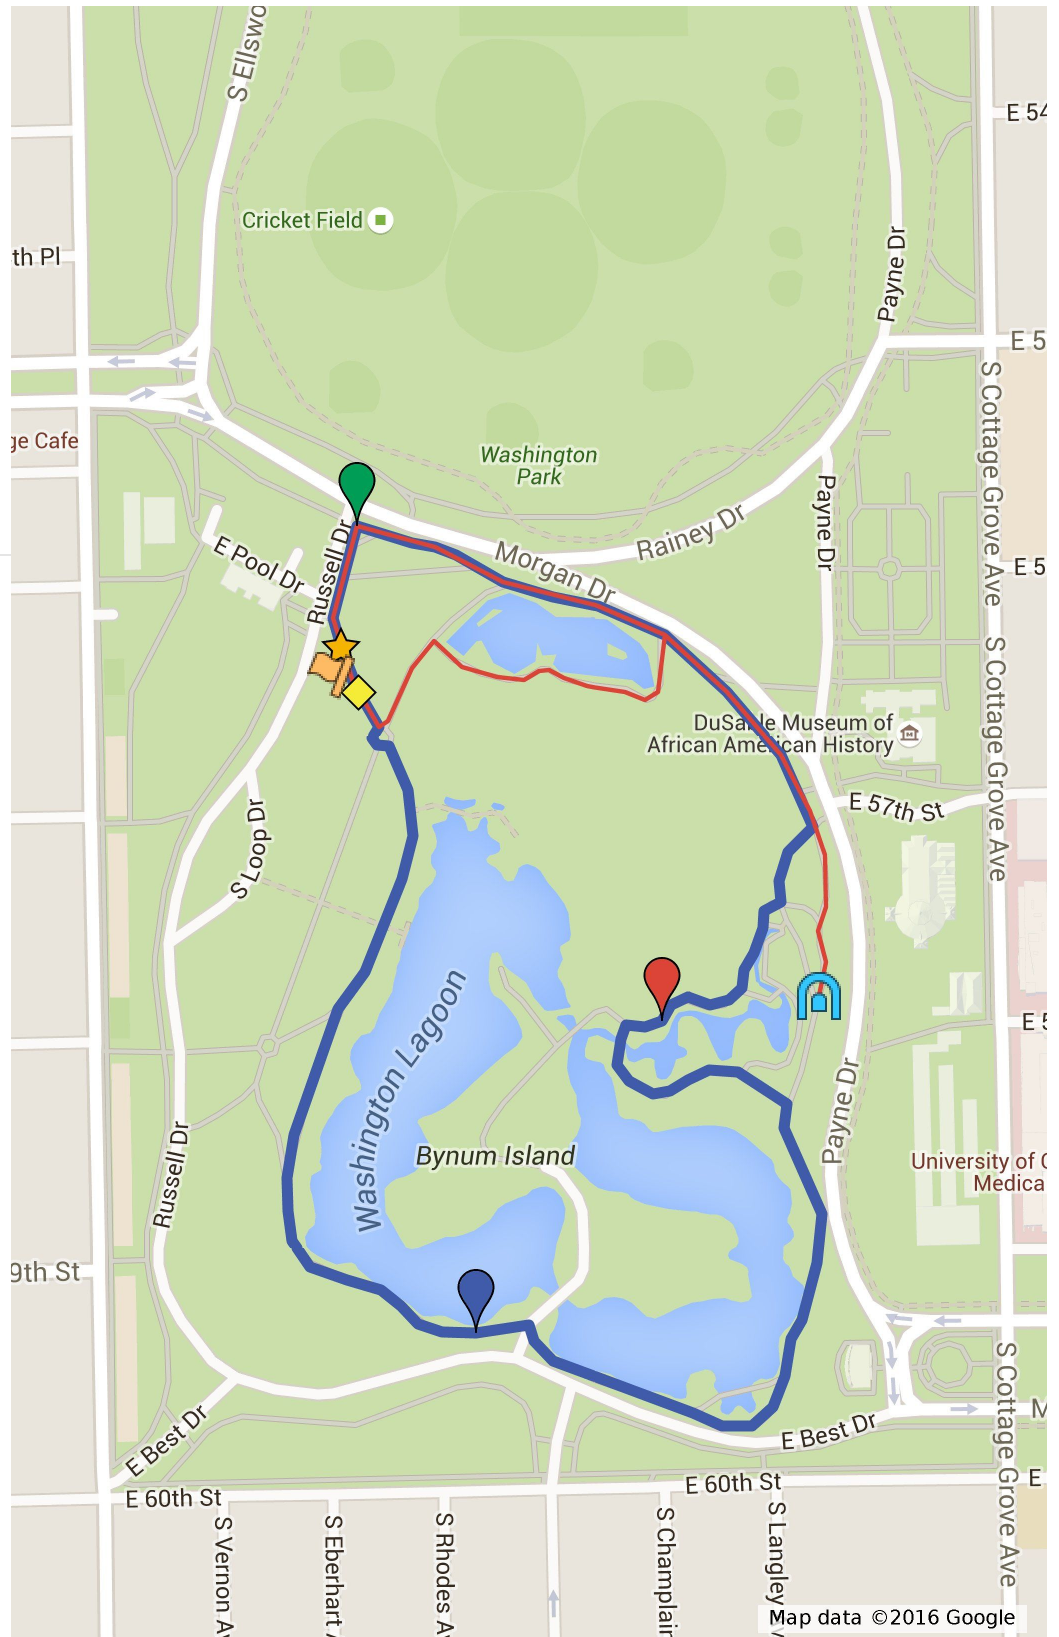 S Ellswo
E 54
Cricket Field
th Pl
Payne Dr
E 5
S Cottage Grove Ave
ge Cafe
Washington
Park
Payne Dr
Rainey Dr
Morgan Dr
Russell Dr
E Pool Dr
E 5
S Cottage Grove Ave
DuSable Museum of
African American History
E 57th St
S Loop Dr
Washington Lagoon
E 5
Payne Dr
Bynum Island
University of C
Medica
Russell Dr
9th St
S Cottage Grove Ave
M
E Best Dr
E Best Dr
E 60th St
E 60th St
E
S Vernon Av
S Eberhart A
S Rhodes A
S Champlain
S Langley
Map data ©2016 Google